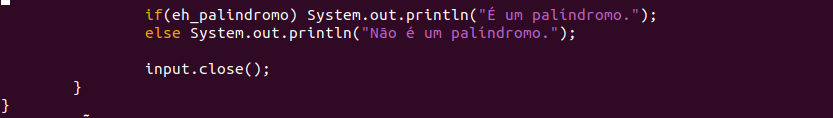 if(eh_palindromo) System.out.println("É um palíndromo.");
else System.out.println("Não é um palíndromo.");
input.close();
}
}